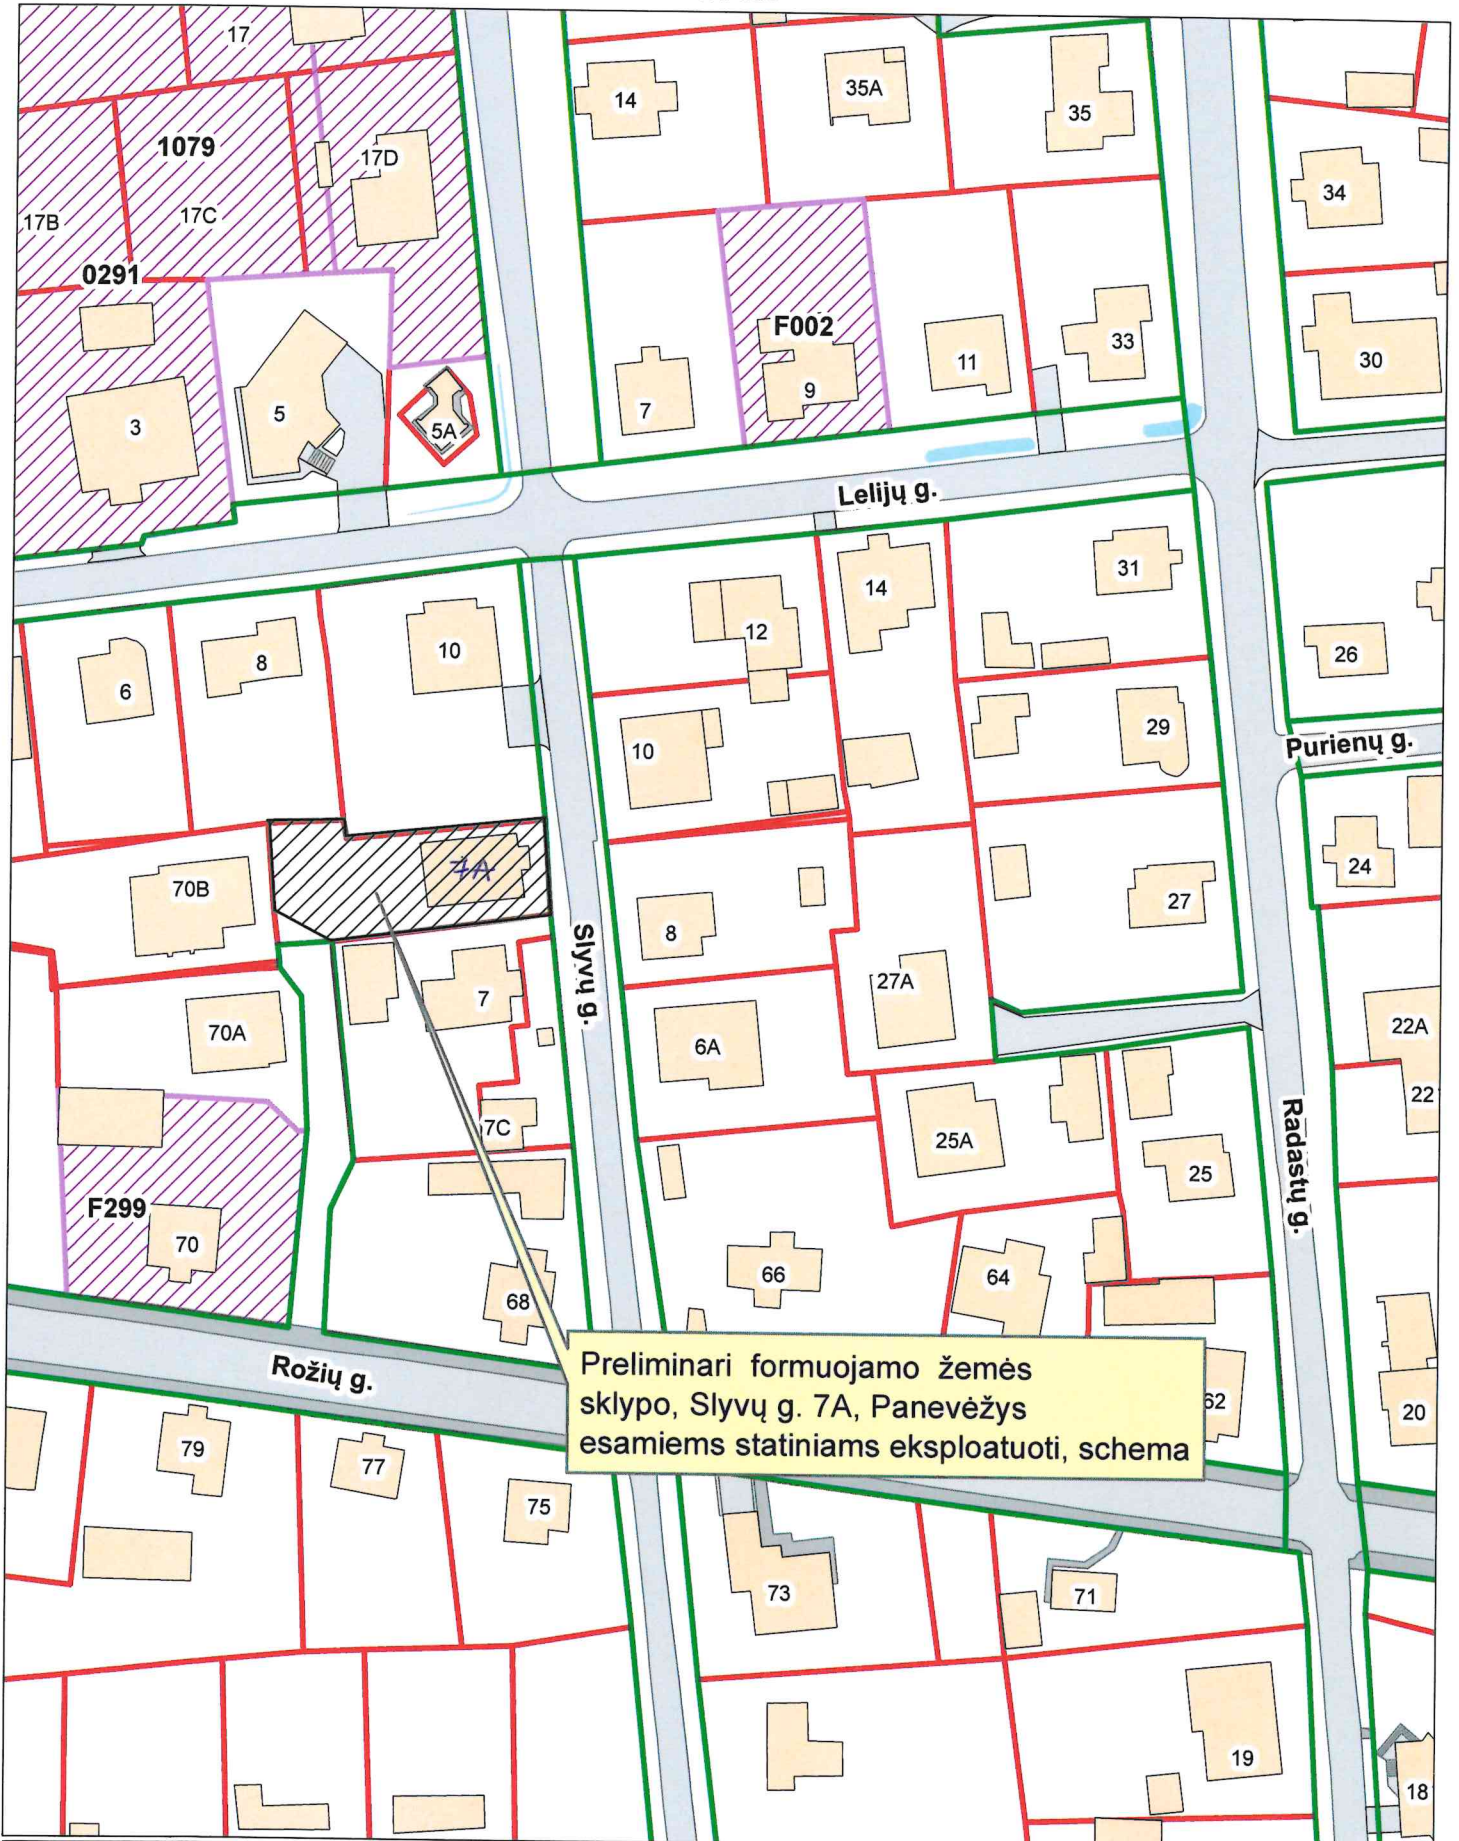 17
14
35A
35
1079
17D
34
17B
17C
0291
F002
33
30
11
9
7
3
5
5A
Lelijų g.
31
14
12
26
10
8
6
29
Purienų g.
10
24
7A
70B
27
8
Slyvų g.
27A
7
70A
22A
6A
22
7C
25A
Radastų g.
25
F299
70
66
64
68
Rožių g.
Preliminari formuojamo žemės
sklypo, Slyvų g. 7A, Panevėžys
esamiems statiniams eksploatuoti, schema
62
20
79
77
75
73
71
19
18